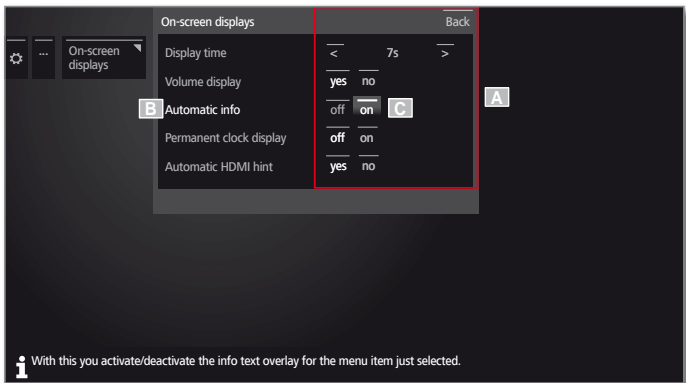 On-screen displays Back
... On-screen displays
Display time < 7s >
Volume display yes no
A
B Automatic info off on C
Permanent clock display off on
Automatic HDMI hint yes no
i With this you activate/deactivate the info text overlay for the menu item just selected.